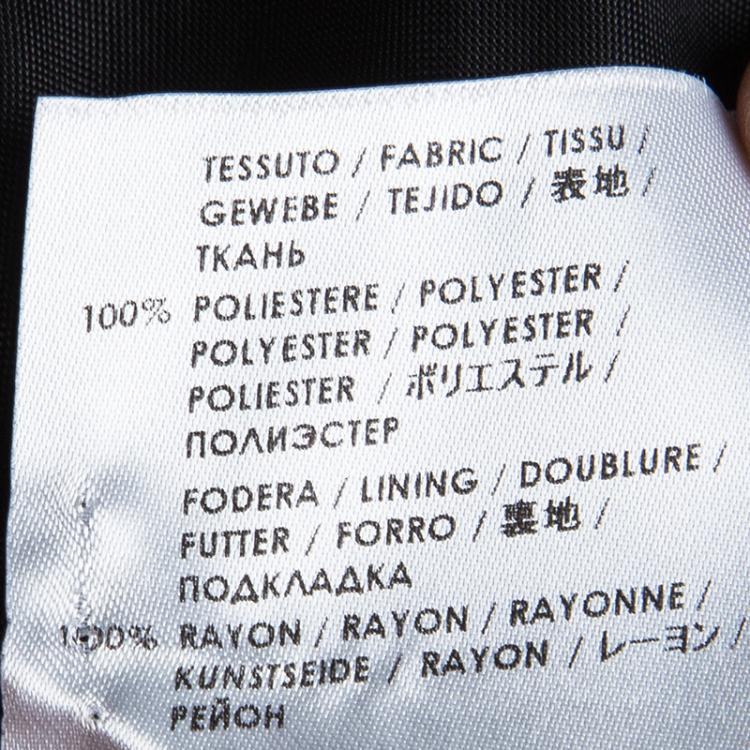 TESSUTO / FABRIC / TISSU /
GEWEBE / TEJIDO / 表地 /
ТКАНЬ
100% POLIESTERE / POLYESTER /
POLYESTER / POLYESTER /
POLIESTER / ポリエステル /
ПОЛИЭСТЕР
FODERA / LINING / DOUBLURE /
FUTTER / FORRO / 裏地 /
ПОДКЛАДКА
100% RAYON / RAYON / RAYONNE /
KUNSTSEIDE / RAYON / レーヨン /
РЕЙОН